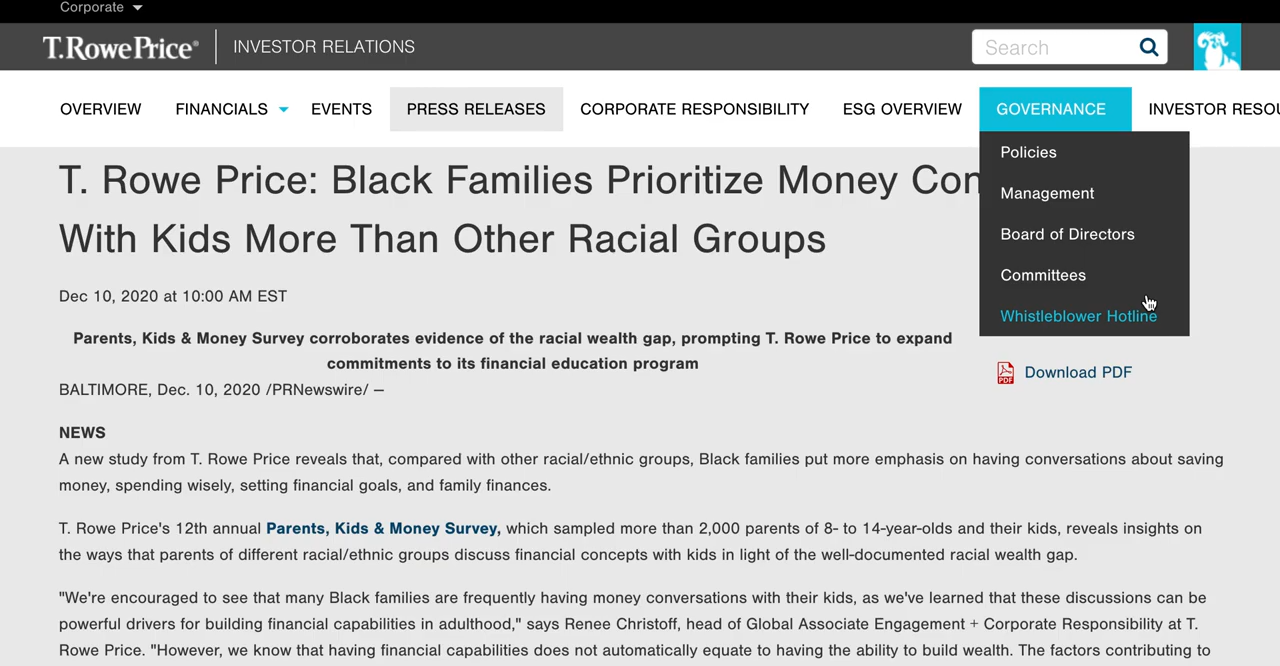 Corporate
T.RowePrice®
INVESTOR RELATIONS
Search
OVERVIEW
FINANCIALS
EVENTS
PRESS RELEASES
CORPORATE RESPONSIBILITY
ESG OVERVIEW
GOVERNANCE
INVESTOR RESOU
Policies
Management
Board of Directors
Committees
Whistleblower Hotline
T. Rowe Price: Black Families Prioritize Money Con
With Kids More Than Other Racial Groups
Dec 10, 2020 at 10:00 AM EST
Parents, Kids & Money Survey corroborates evidence of the racial wealth gap, prompting T. Rowe Price to expand
commitments to its financial education program
PDF
Download PDF
BALTIMORE, Dec. 10, 2020 /PRNewswire/ –
NEWS
A new study from T. Rowe Price reveals that, compared with other racial/ethnic groups, Black families put more emphasis on having conversations about saving
money, spending wisely, setting financial goals, and family finances.
T. Rowe Price's 12th annual Parents, Kids & Money Survey, which sampled more than 2,000 parents of 8- to 14-year-olds and their kids, reveals insights on
the ways that parents of different racial/ethnic groups discuss financial concepts with kids in light of the well-documented racial wealth gap.
"We're encouraged to see that many Black families are frequently having money conversations with their kids, as we've learned that these discussions can be
powerful drivers for building financial capabilities in adulthood," says Renee Christoff, head of Global Associate Engagement + Corporate Responsibility at T.
Rowe Price. "However, we know that having financial capabilities does not automatically equate to having the ability to build wealth. The factors contributing to